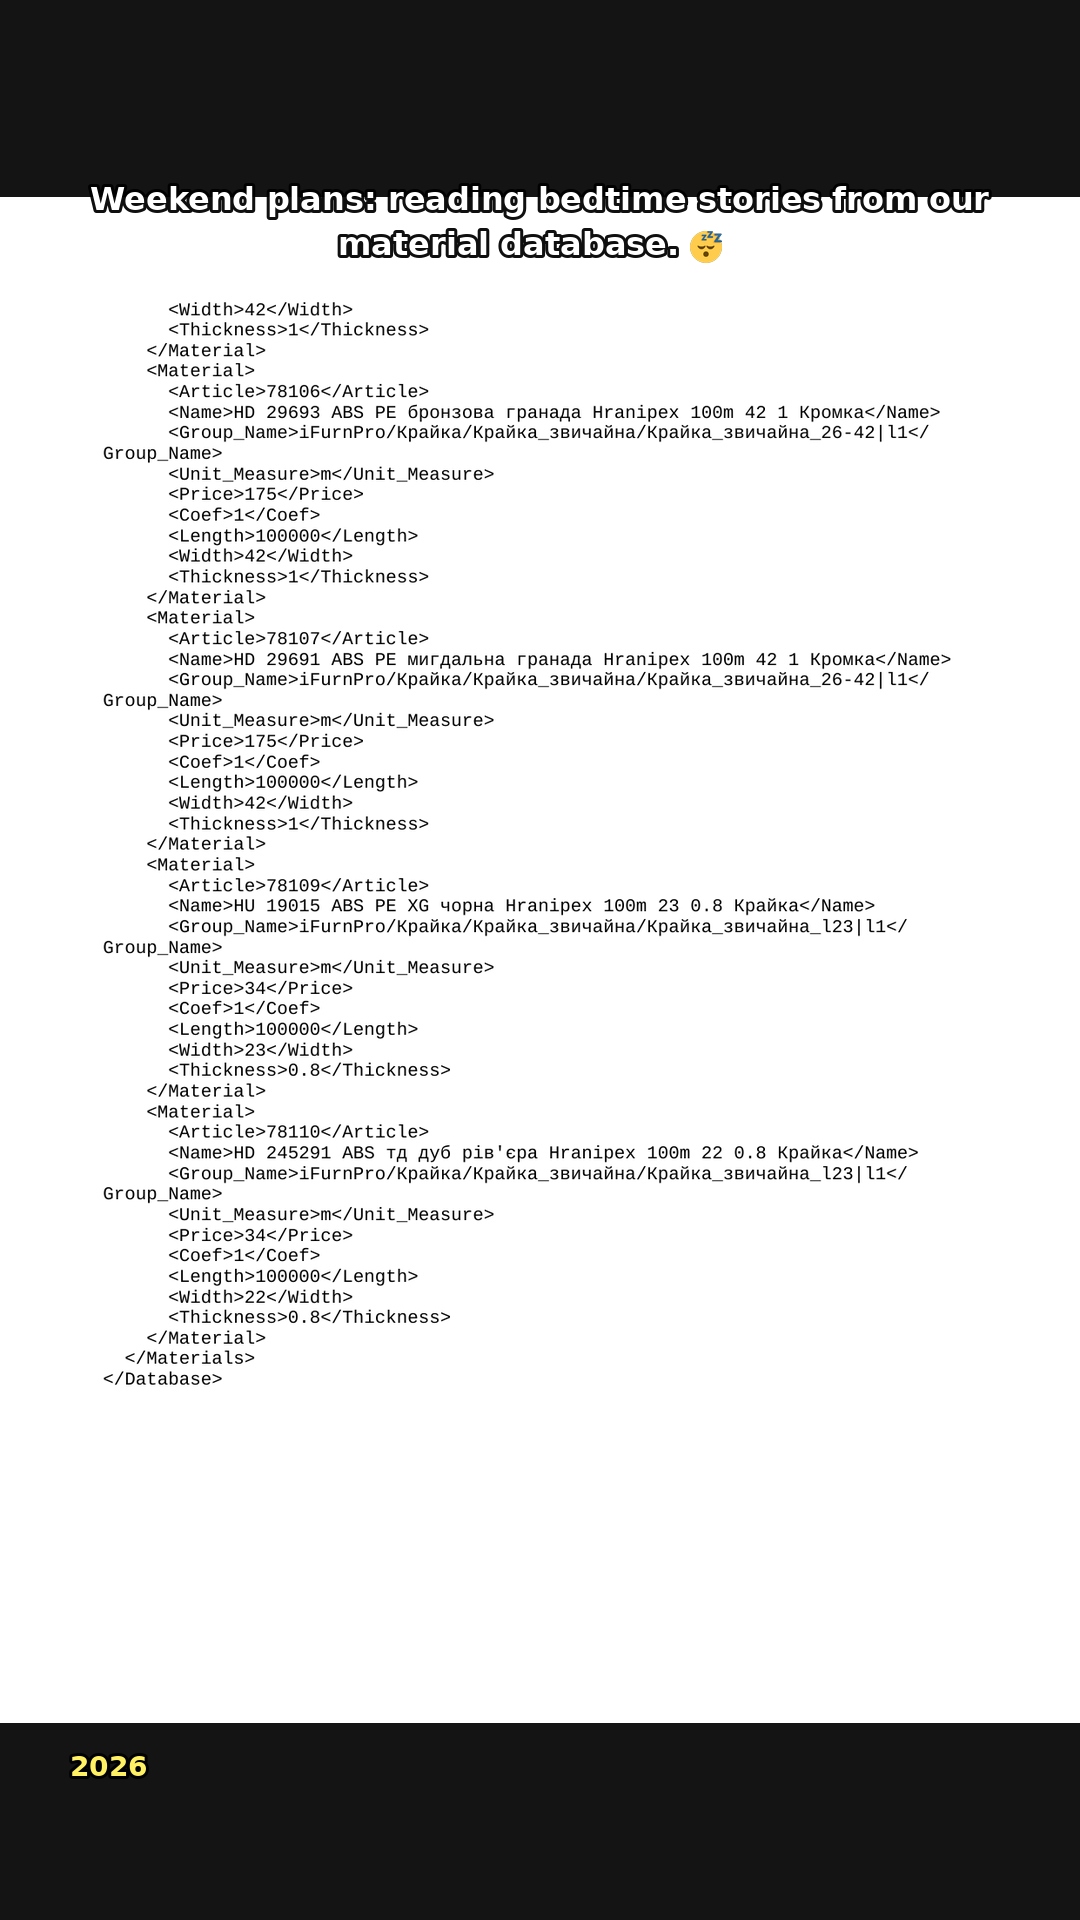 Weekend plans: reading bedtime stories from our
material database. 😴
<Width>42</Width>
<Thickness>1</Thickness>
</Material>
<Material>
<Article>78106</Article>
<Name>HD 29693 ABS PE бронзова гранада Hranipex 100m 42 1 Кромка</Name>
<Group_Name>iFurnPro/Крайка/Крайка_звичайна/Крайка_звичайна_26-42|l1</
Group_Name>
<Unit_Measure>m</Unit_Measure>
<Price>175</Price>
<Coef>1</Coef>
<Length>100000</Length>
<Width>42</Width>
<Thickness>1</Thickness>
</Material>
<Material>
<Article>78107</Article>
<Name>HD 29691 ABS PE мигдальна гранада Hranipex 100m 42 1 Кромка</Name>
<Group_Name>iFurnPro/Крайка/Крайка_звичайна/Крайка_звичайна_26-42|l1</
Group_Name>
<Unit_Measure>m</Unit_Measure>
<Price>175</Price>
<Coef>1</Coef>
<Length>100000</Length>
<Width>42</Width>
<Thickness>1</Thickness>
</Material>
<Material>
<Article>78109</Article>
<Name>HU 19015 ABS PE XG чорна Hranipex 100m 23 0.8 Крайка</Name>
<Group_Name>iFurnPro/Крайка/Крайка_звичайна/Крайка_звичайна_l23|l1</
Group_Name>
<Unit_Measure>m</Unit_Measure>
<Price>34</Price>
<Coef>1</Coef>
<Length>100000</Length>
<Width>23</Width>
<Thickness>0.8</Thickness>
</Material>
<Material>
<Article>78110</Article>
<Name>HD 245291 ABS тд дуб рів'єра Hranipex 100m 22 0.8 Крайка</Name>
<Group_Name>iFurnPro/Крайка/Крайка_звичайна/Крайка_звичайна_l23|l1</
Group_Name>
<Unit_Measure>m</Unit_Measure>
<Price>34</Price>
<Coef>1</Coef>
<Length>100000</Length>
<Width>22</Width>
<Thickness>0.8</Thickness>
</Material>
</Materials>
</Database>
2026